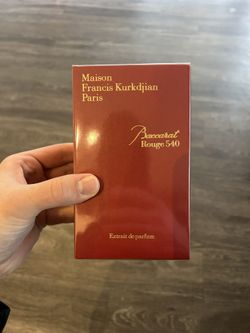 Maison
Francis Kurkdjian
Paris
Baccarat
Rouge 540
Extrait de parfum